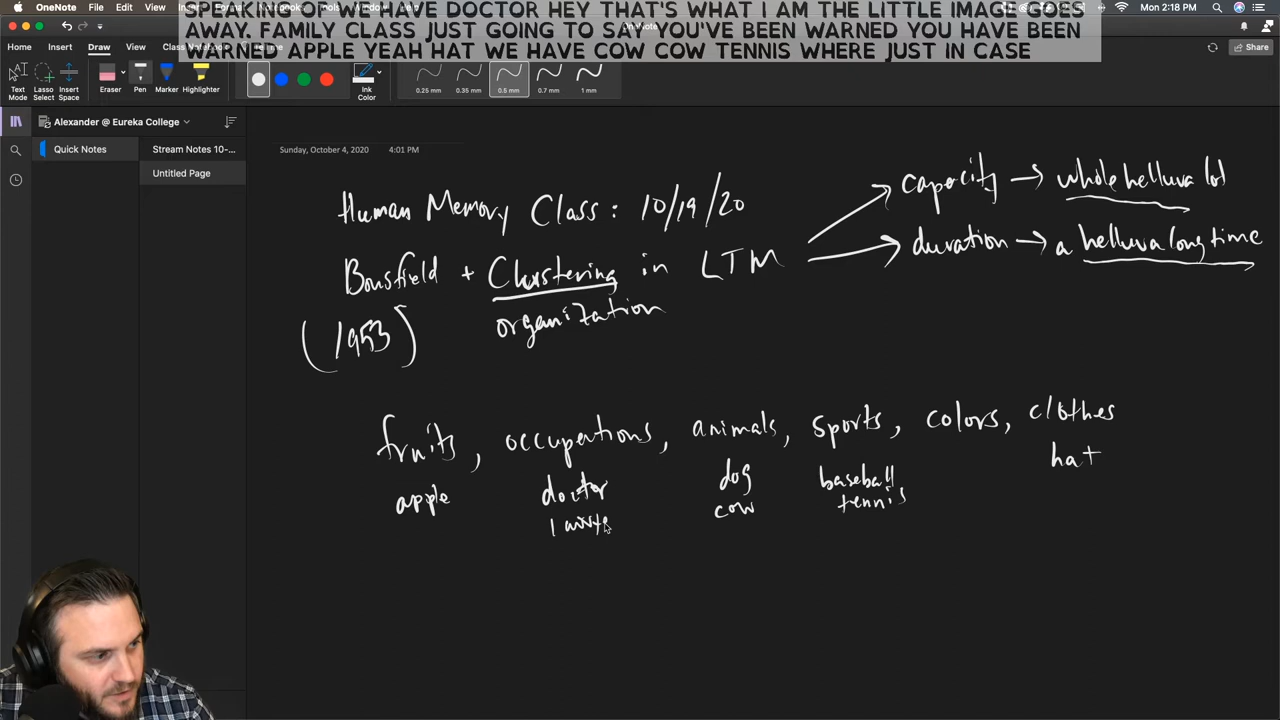 OneNote
Mon 2:18 PM
SPEAKING OF WE HAVE DOCTOR HEY THAT'S WHAT I AM THE LITTLE IMAGE GOES
AWAY. FAMILY CLASS JUST GOING TO SAY YOU'VE BEEN WARNED YOU HAVE BEEN
WARNED APPLE YEAH HAT WE HAVE COW COW TENNIS WHERE JUST IN CASE
Home Insert Draw View Class
Share
Text Mode
Lasso Select
Insert Space
Eraser
Pen
Marker
Highlighter
Ink Color
0.25 mm 0.35 mm 0.5 mm 0.7 mm 1 mm
Alexander @ Eureka College
Quick Notes
Stream Notes 10-...
Untitled Page
Sunday, October 4, 2020 4:01 PM
Human Memory Class: 10/19/20
capacity → whole helluva lot
duration → a helluva long time
Bousfield + Clustering in LTM
(1953) organization
fruits, occupations, animals, sports, colors, clothes
apple doctor dog baseball hat
cow tennis